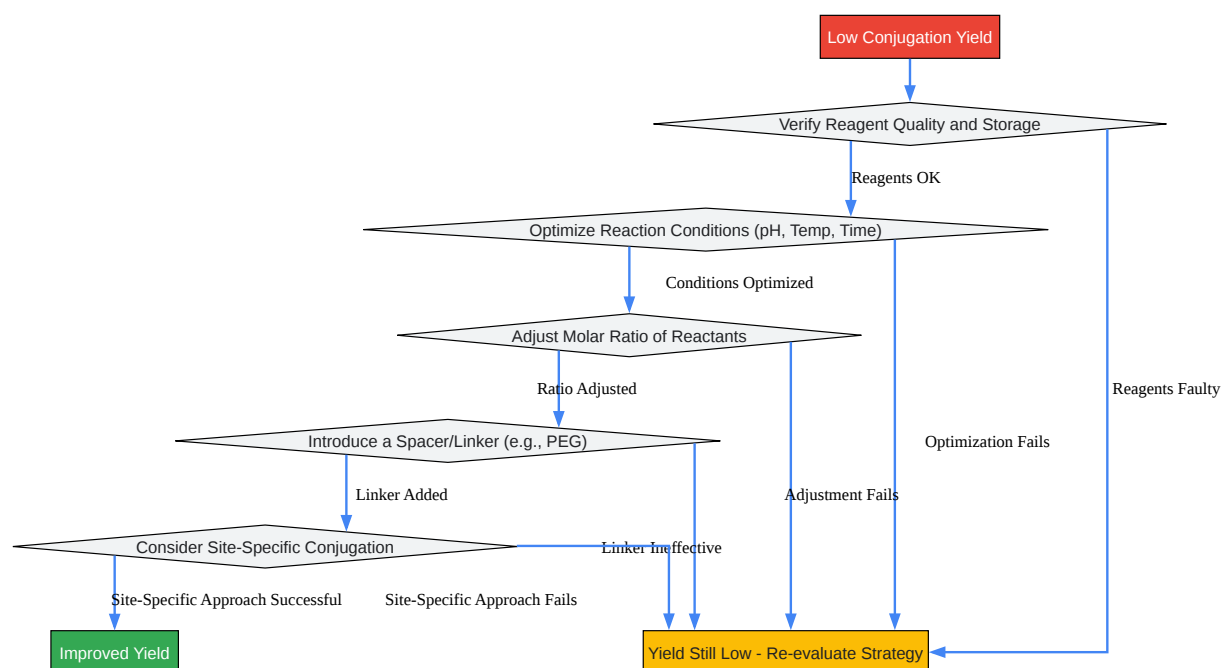 Low Conjugation Yield
Verify Reagent Quality and Storage
Reagents OK
Optimize Reaction Conditions (pH, Temp, Time)
Conditions Optimized
Adjust Molar Ratio of Reactants
Ratio Adjusted
Reagents Faulty
Introduce a Spacer/Linker (e.g., PEG)
Optimization Fails
Linker Added
Adjustment Fails
Consider Site-Specific Conjugation
Linker Ineffective
Site-Specific Approach Successful
Site-Specific Approach Fails
Improved Yield
Yield Still Low - Re-evaluate Strategy